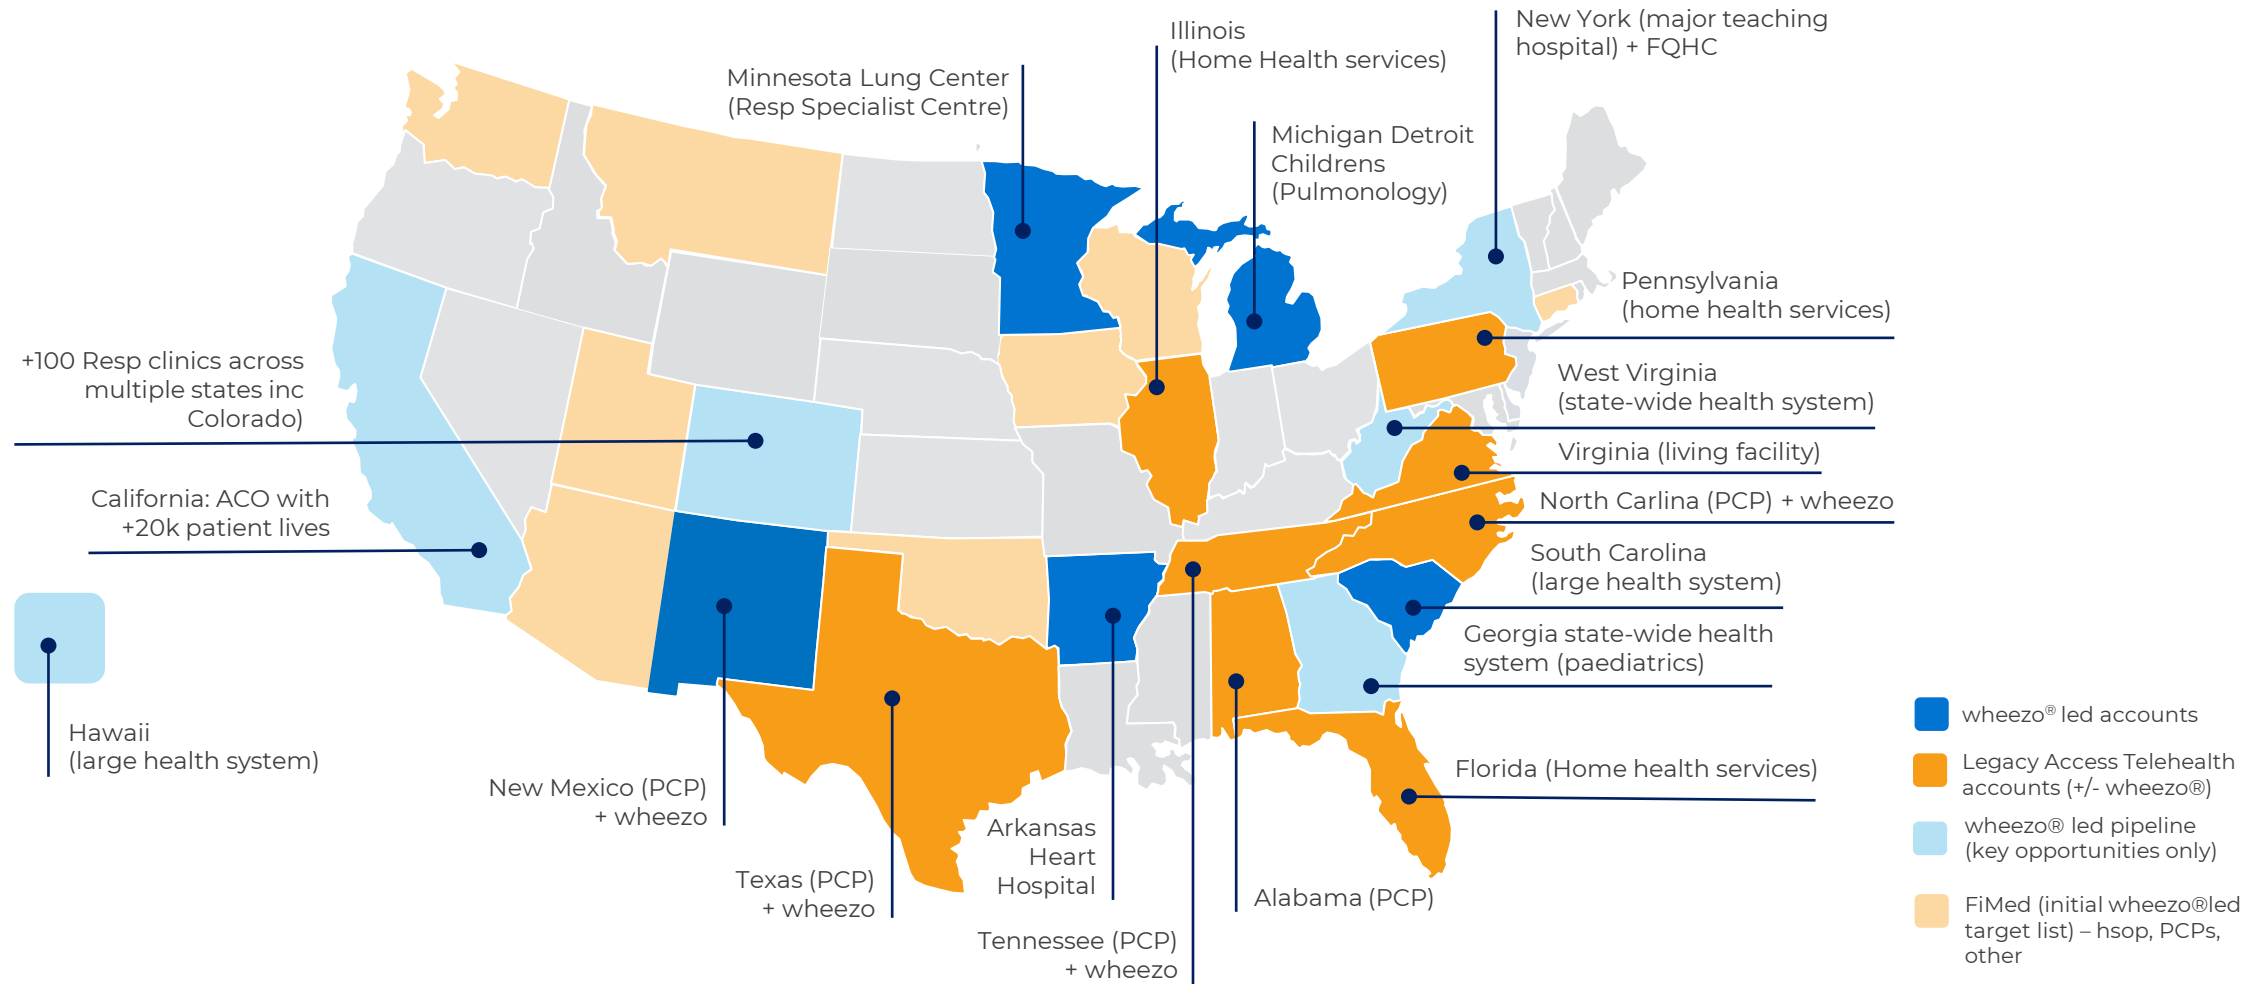 New York (major teaching
hospital) + FQHC
Illinois
(Home Health services)
Minnesota Lung Center
(Resp Specialist Centre)
Michigan Detroit
Childrens
(Pulmonology)
Pennsylvania
(home health services)
+100 Resp clinics across
multiple states inc
Colorado)
West Virginia
(state-wide health system)
Virginia (living facility)
California: ACO with
+20k patient lives
North Carlina (PCP) + wheezo
South Carolina
(large health system)
Georgia state-wide health
system (paediatrics)
Hawaii
(large health system)
New Mexico (PCP)
+ wheezo
Florida (Home health services)
Arkansas
Heart
Hospital
Texas (PCP)
+ wheezo
Alabama (PCP)
Tennessee (PCP)
+ wheezo
wheezo® led accounts
Legacy Access Telehealth
accounts (+/- wheezo®)
wheezo® led pipeline
(key opportunities only)
FiMed (initial wheezo®led
target list) – hsop, PCPs,
other